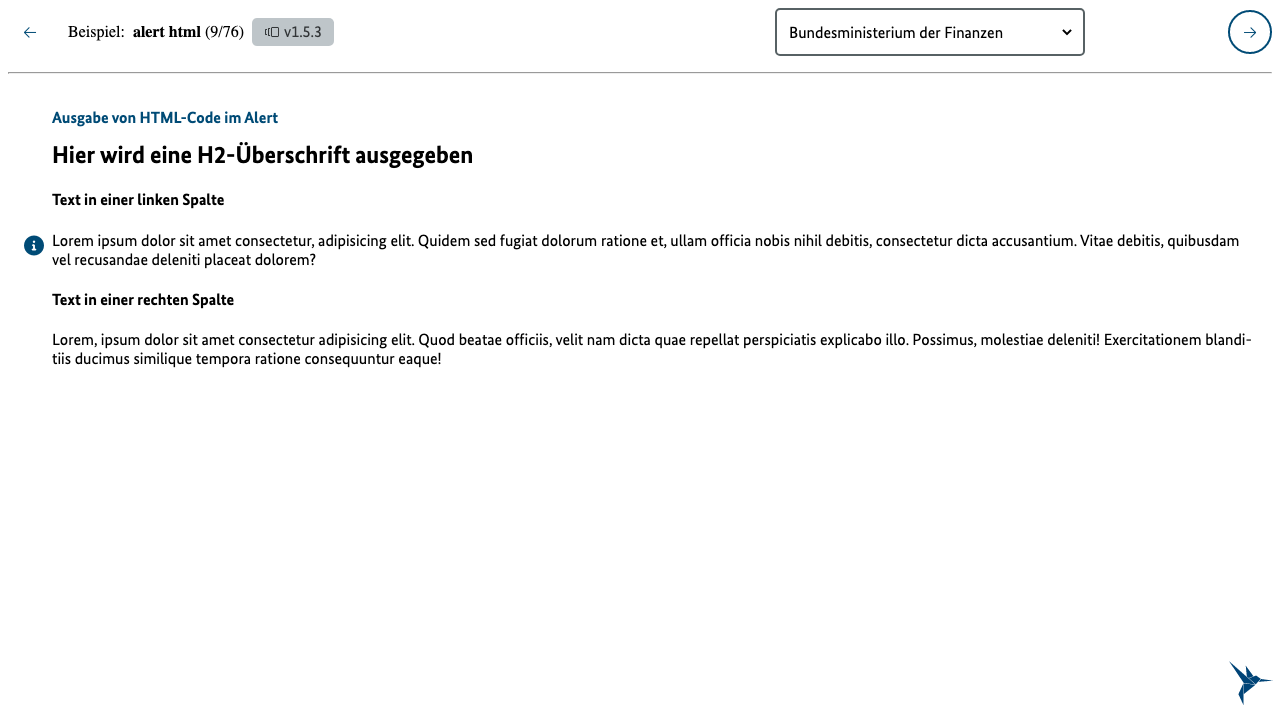 Beispiel: alert html (9/76) v1.5.3
Bundesministerium der Finanzen
Ausgabe von HTML-Code im Alert
Hier wird eine H2-Überschrift ausgegeben
Text in einer linken Spalte
Lorem ipsum dolor sit amet consectetur, adipisicing elit. Quidem sed fugiat dolorum ratione et, ullam officia nobis nihil debitis, consectetur dicta accusantium. Vitae debitis, quibusdam
vel recusandae deleniti placeat dolorem?
Text in einer rechten Spalte
Lorem, ipsum dolor sit amet consectetur adipisicing elit. Quod beatae officiis, velit nam dicta quae repellat perspiciatis explicabo illo. Possimus, molestiae deleniti! Exercitationem blandi-
tiis ducimus similique tempora ratione consequuntur eaque!